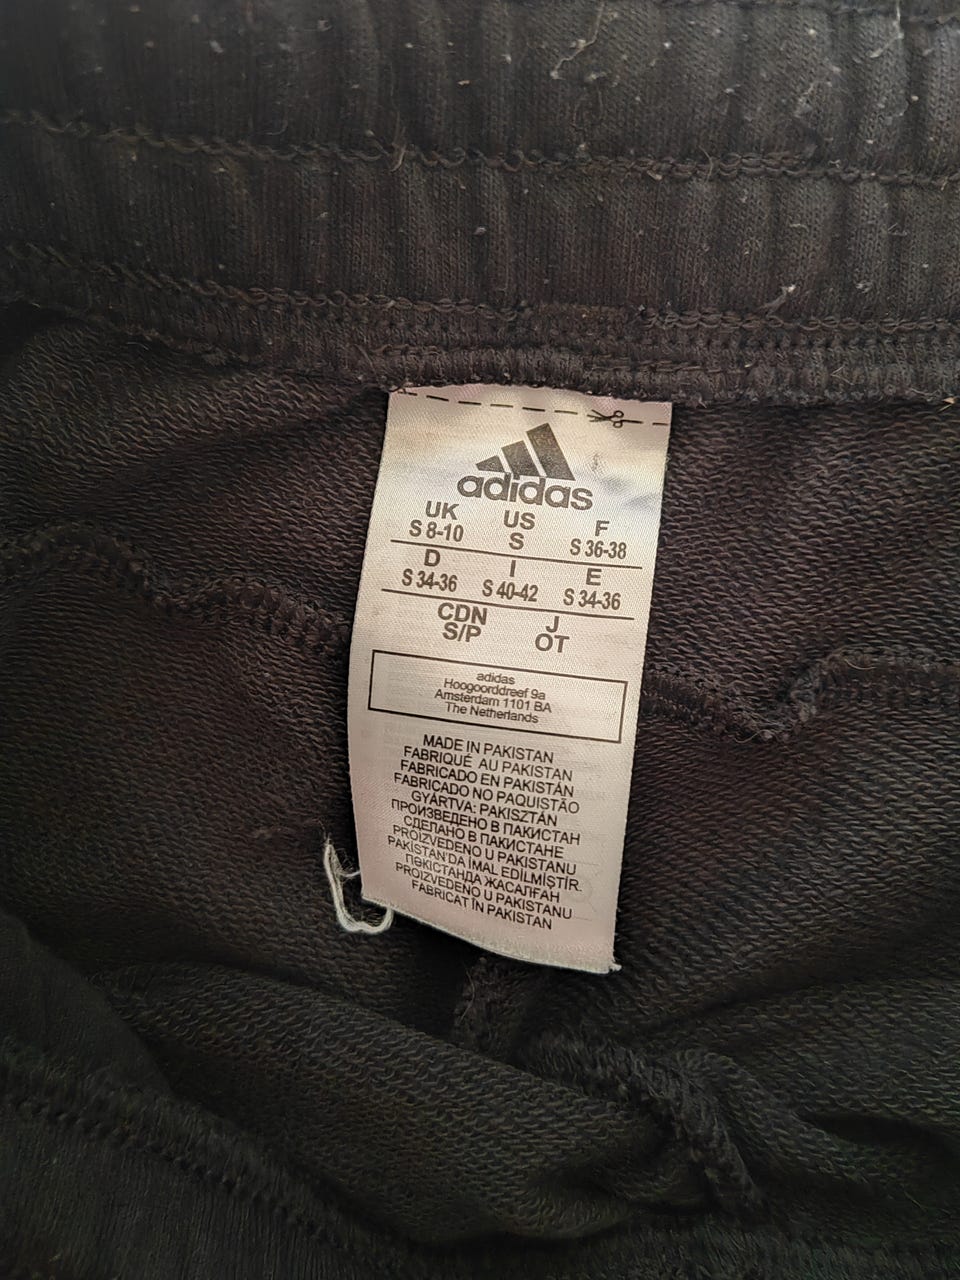 adidas
UK US F
S 8-10 S S 36-38
D I E
S 34-36 S 40-42 S 34-36
CDN J
S/P OT
adidas
Hoogoorddreef 9a
Amsterdam 1101 BA
The Netherlands
MADE IN PAKISTAN
FABRIQUÉ AU PAKISTAN
FABRICADO EN PAKISTÁN
FABRICADO NO PAQUISTÃO
GYÁRTVA: PAKISZTÁN
ПРОИЗВЕДЕНО В ПАКИСТАН
СДЕЛАНО В ПАКИСТАНЕ
PROIZVEDENO U PAKISTANU
PAKİSTAN'DA İMAL EDİLMİŞTİR.
ПӘКІСТАНДА ЖАСАЛҒАН
PROIZVEDENO U PAKISTANU
FABRICAT ÎN PAKISTAN